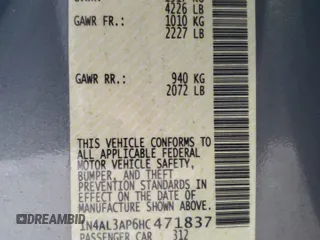 4226 LB
GAWR FR.: 1010 KG
2227 LB
GAWR RR.: 940 KG
2072 LB
THIS VEHICLE CONFORMS TO
ALL APPLICABLE FEDERAL
MOTOR VEHICLE SAFETY,
BUMPER, AND THEFT
PREVENTION STANDARDS IN
EFFECT ON THE DATE OF
MANUFACTURE SHOWN ABOVE.
1N4AL3AP6HC471837
PASSENGER CAR 312
DREAMBID